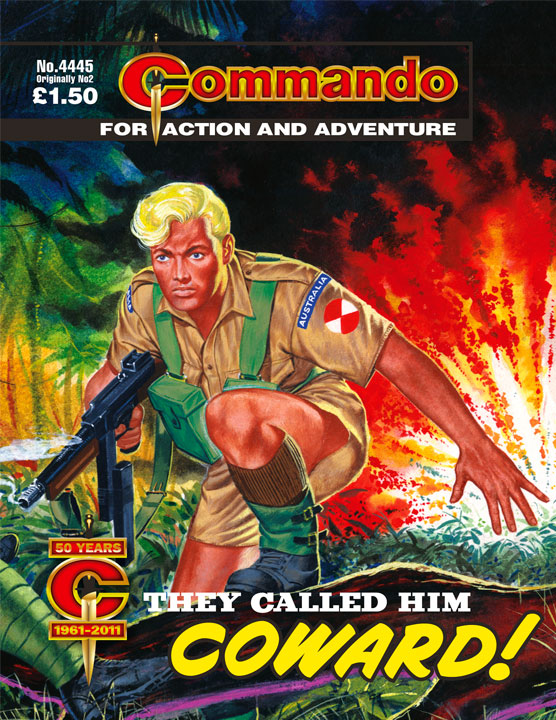 No.4445
Originally No2
£1.50
Commando
FOR ACTION AND ADVENTURE
AUSTRALIA
50 YEARS
C
1961-2011
THEY CALLED HIM
COWARD!